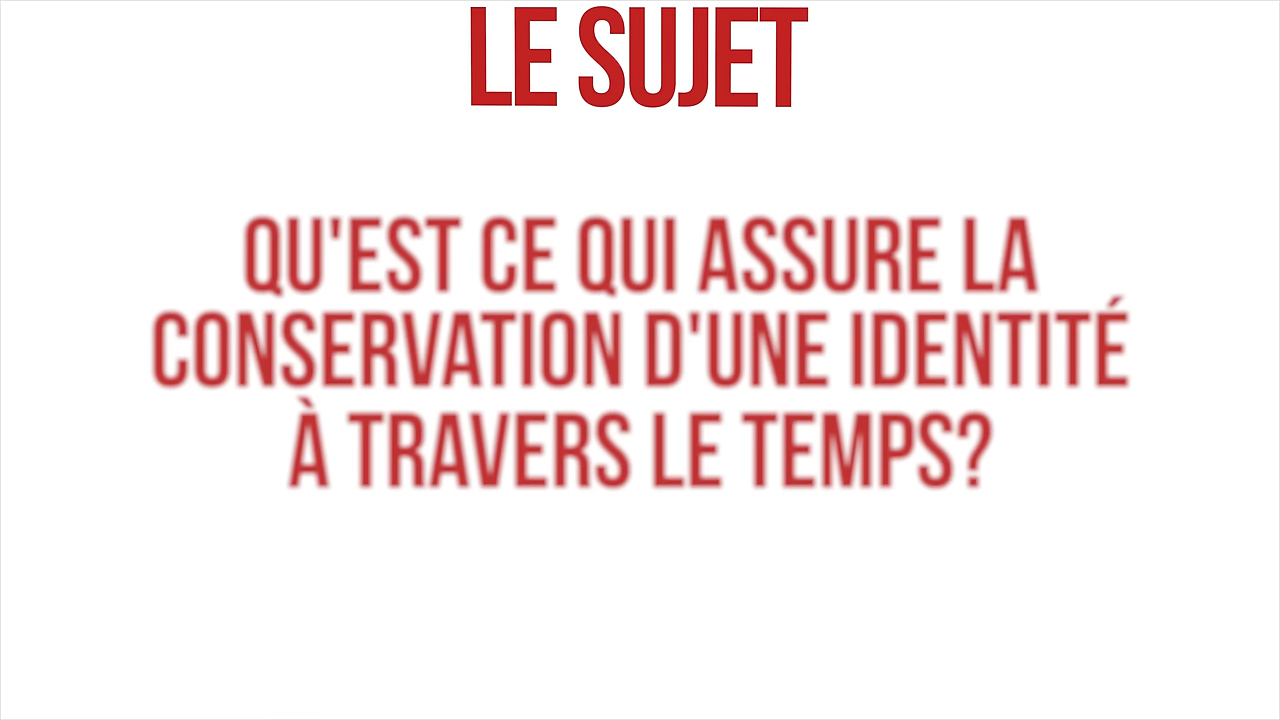 LE SUJET
QU'EST CE QUI ASSURE LA
CONSERVATION D'UNE IDENTITÉ
À TRAVERS LE TEMPS?